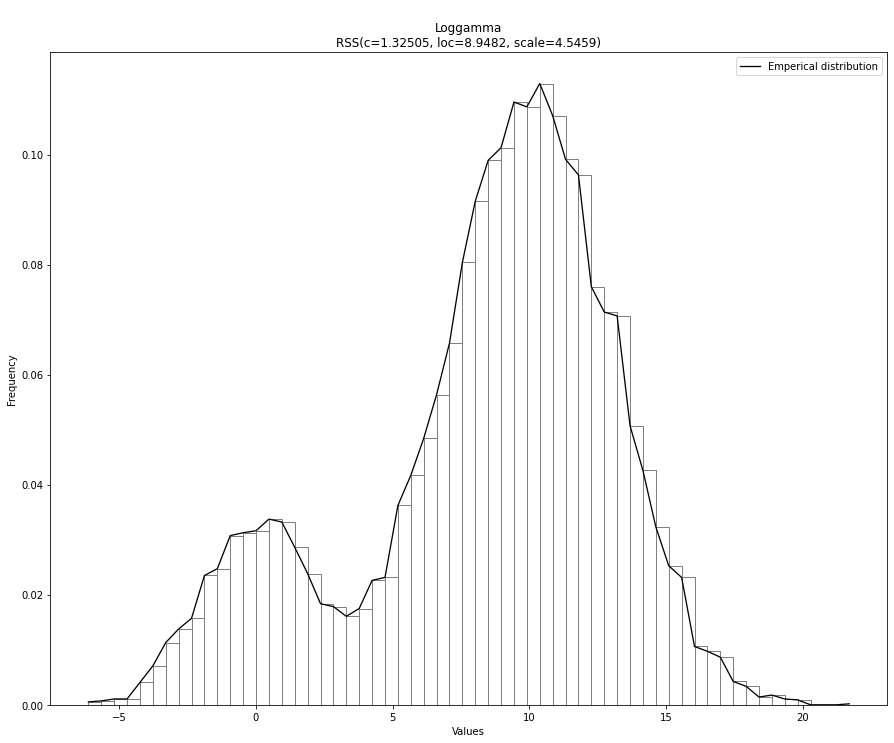 Loggamma
RSS(c=1.32505, loc=8.9482, scale=4.5459)
Emperical distribution
0.10
0.08
0.06
0.04
0.02
0.00
Frequency
−5
0
5
10
15
20
Values